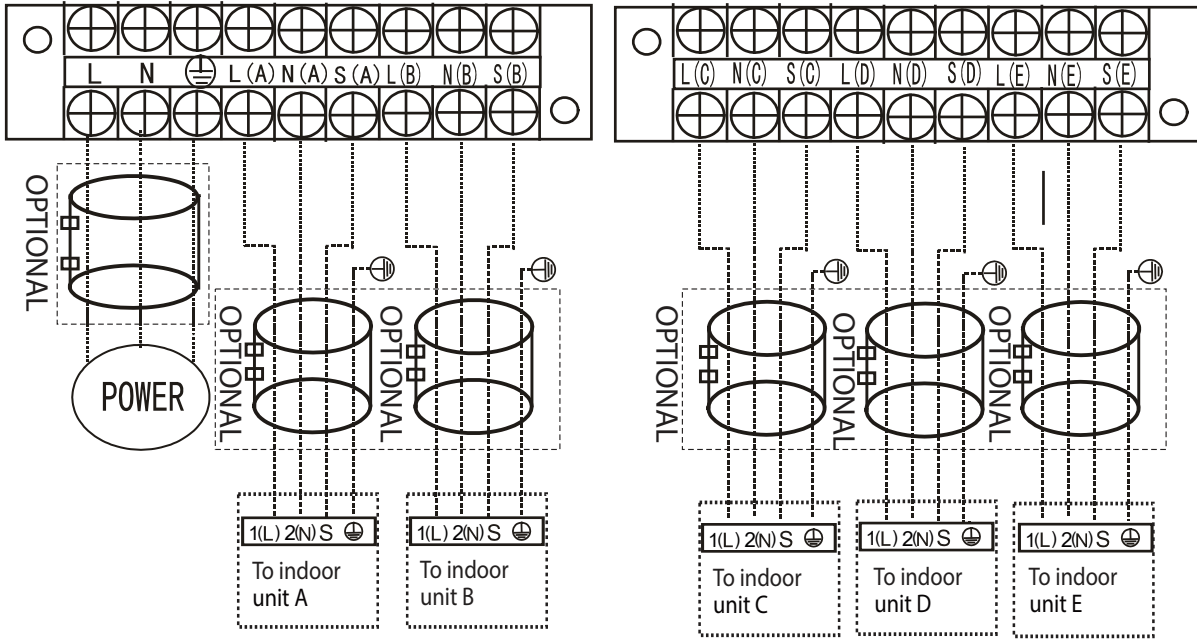 L N L(A) N(A) S(A) L(B) N(B) S(B)
L(C) N(C) S(C) L(D) N(D) S(D) L(E) N(E) S(E)
OPTIONAL
POWER
OPTIONAL
OPTIONAL
OPTIONAL
OPTIONAL
OPTIONAL
1(L) 2(N) S
To indoor
unit A
1(L) 2(N) S
To indoor
unit B
1(L) 2(N) S
To indoor
unit C
1(L) 2(N) S
To indoor
unit D
1(L) 2(N) S
To indoor
unit E